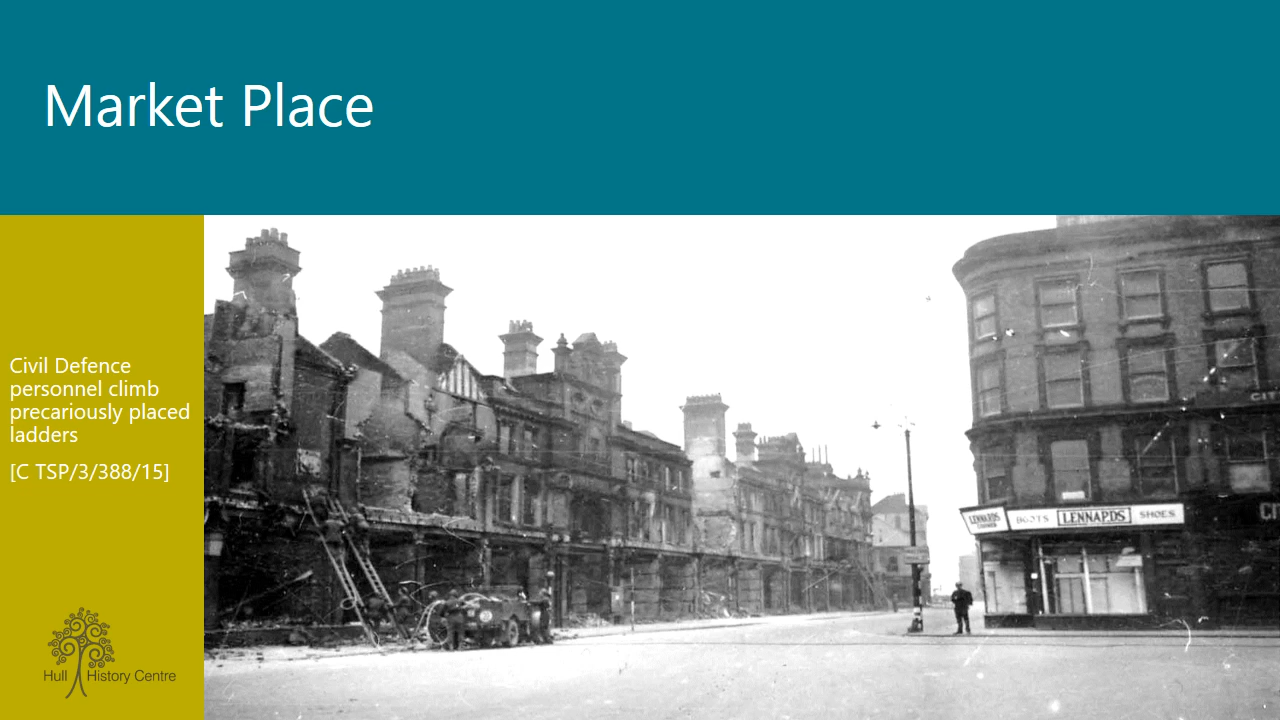 Market Place
Civil Defence
personnel climb
precariously placed
ladders
[C TSP/3/388/15]
Hull History Centre
LENNARDS
BOOTS LENNARDS SHOES
CIT